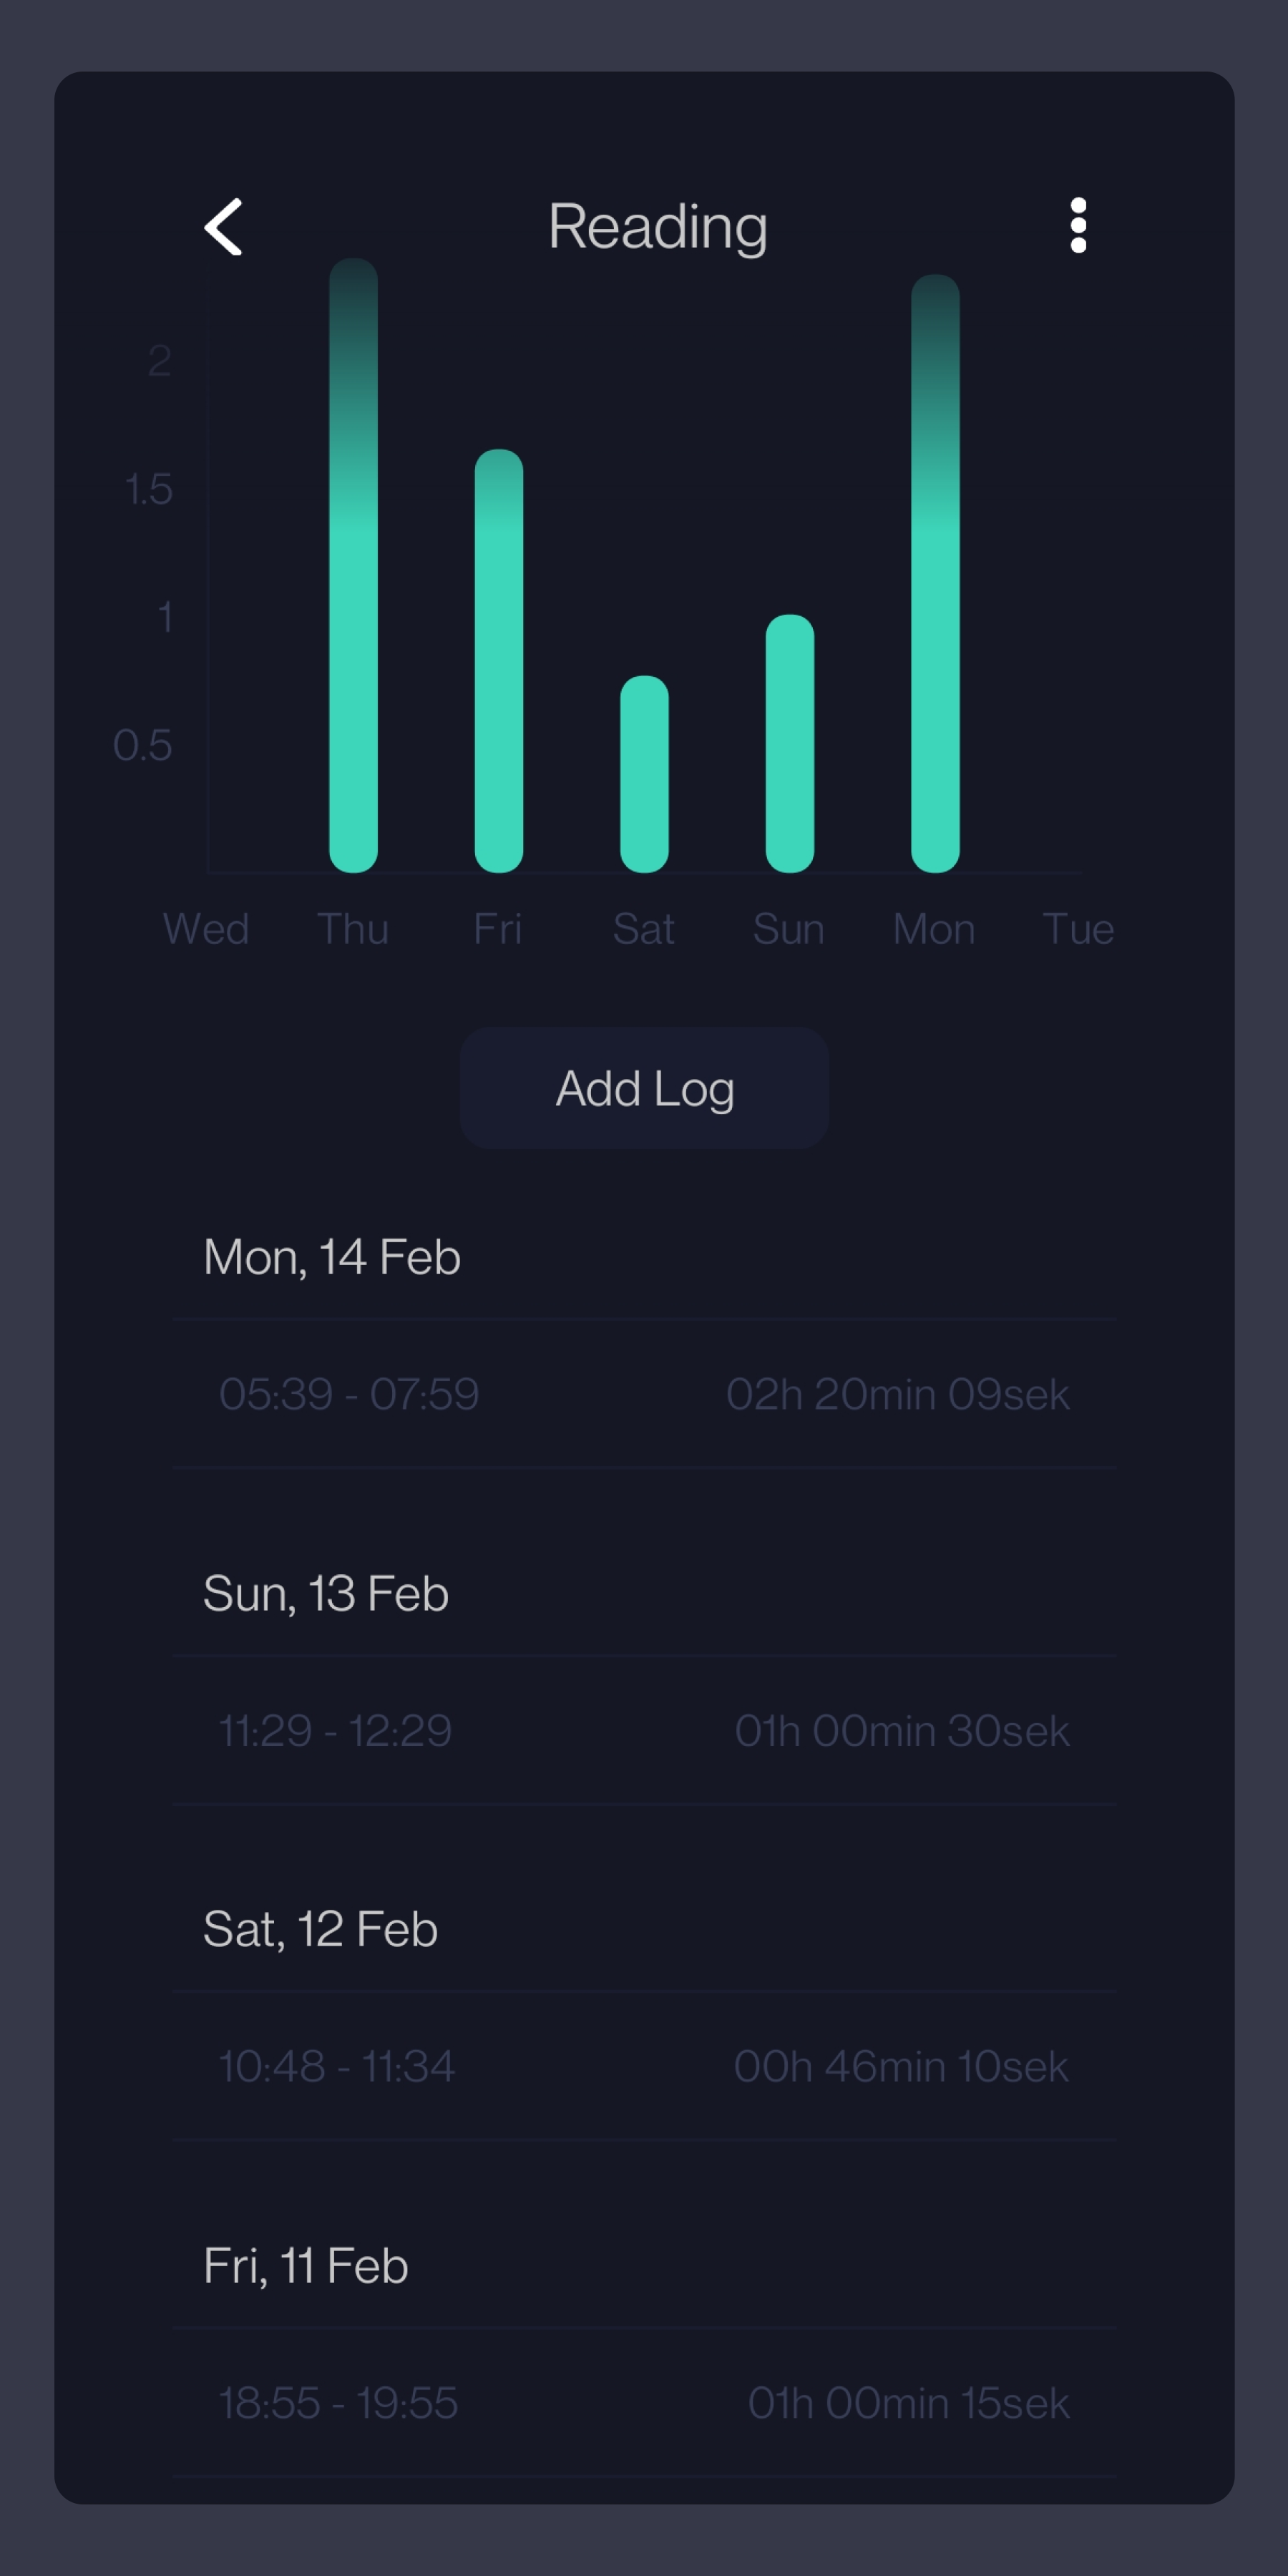 Reading
2
1.5
1
0.5
Wed Thu Fri Sat Sun Mon Tue
Add Log
Mon, 14 Feb
05:39 - 07:59 02h 20min 09sek
Sun, 13 Feb
11:29 - 12:29 01h 00min 30sek
Sat, 12 Feb
10:48 - 11:34 00h 46min 10sek
Fri, 11 Feb
18:55 - 19:55 01h 00min 15sek